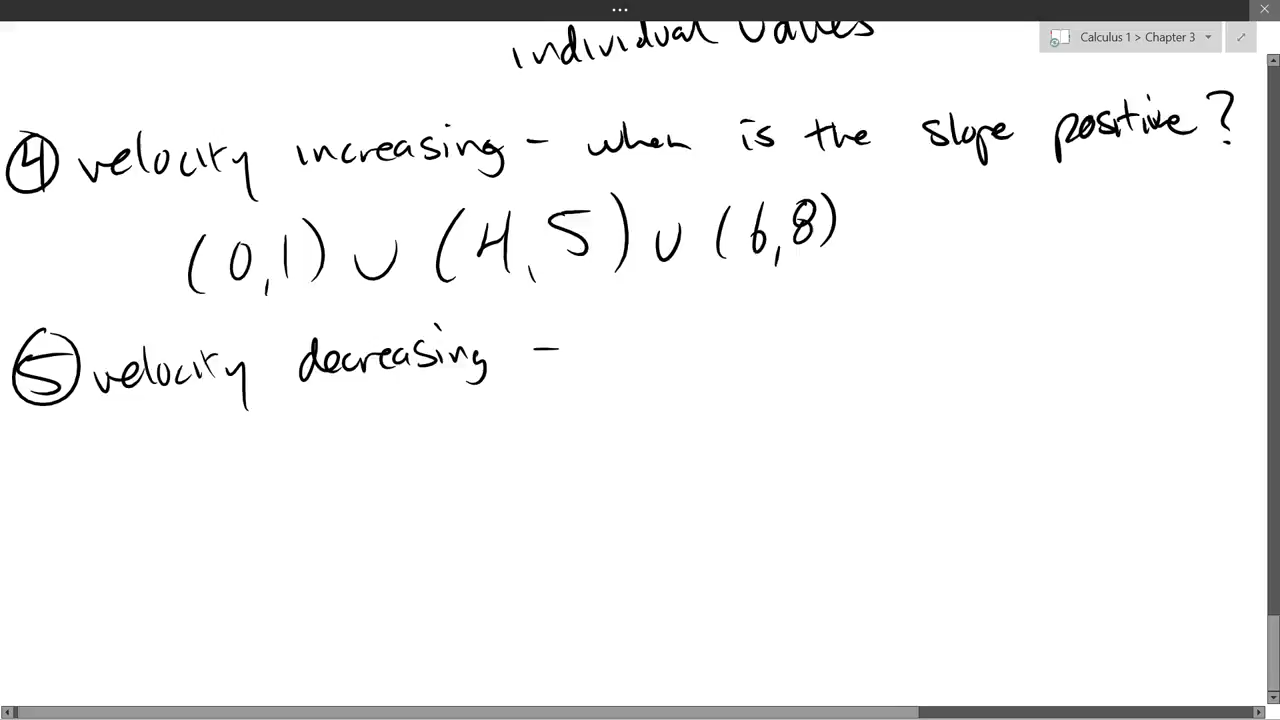 ...
Calculus 1 > Chapter 3
individual values
④ velocity increasing - when is the slope positive?
(0,1) ∪ (4,5) ∪ (6,8)
⑤ velocity decreasing -